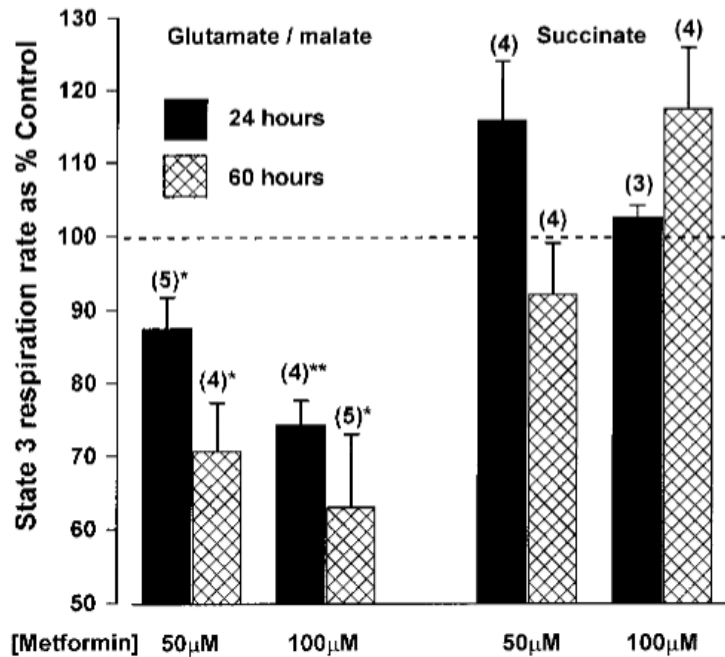 State 3 respiration rate as % Control
130
120
110
100
90
80
70
60
50
Glutamate / malate
Succinate
24 hours
60 hours
(5)*
(4)*
(4)**
(5)*
(4)
(4)
(3)
(4)
[Metformin] 50µM 100µM 50µM 100µM